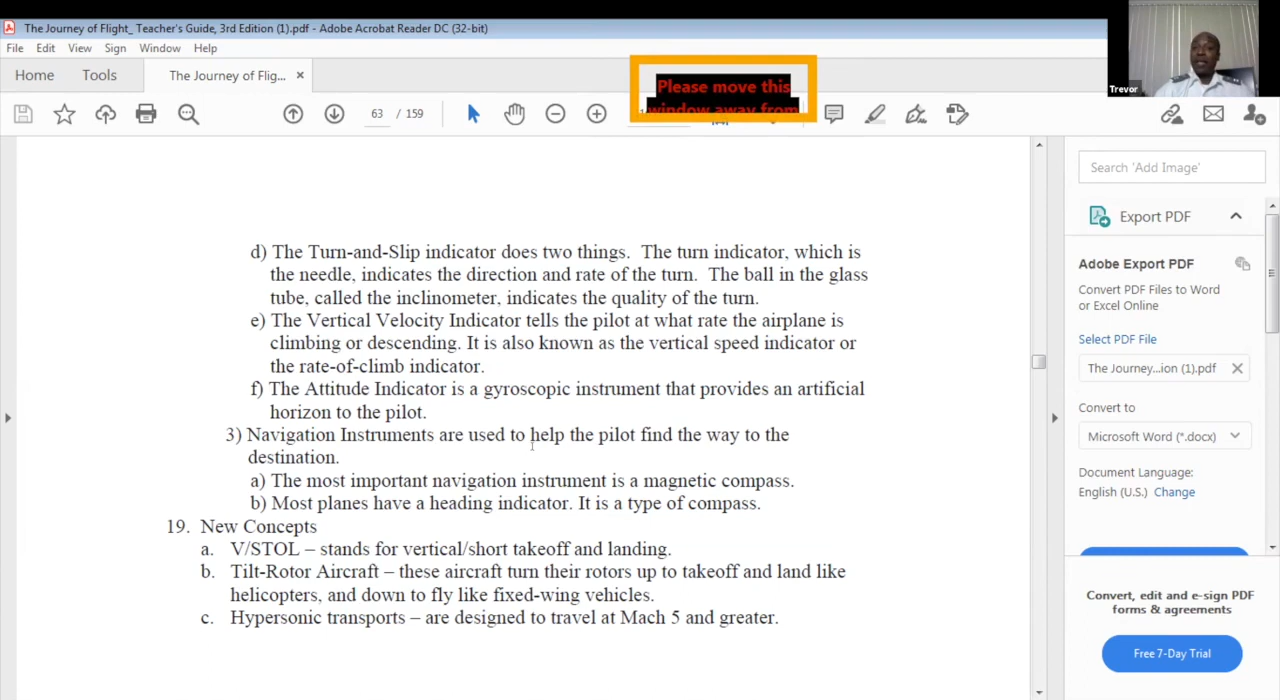 The Journey of Flight_ Teacher's Guide, 3rd Edition (1).pdf - Adobe Acrobat Reader DC (32-bit)
File Edit View Sign Window Help
Home Tools The Journey of Flig... ×
Please move this
window away from
63 / 159
Trevor
d) The Turn-and-Slip indicator does two things. The turn indicator, which is
the needle, indicates the direction and rate of the turn. The ball in the glass
tube, called the inclinometer, indicates the quality of the turn.
e) The Vertical Velocity Indicator tells the pilot at what rate the airplane is
climbing or descending. It is also known as the vertical speed indicator or
the rate-of-climb indicator.
f) The Attitude Indicator is a gyroscopic instrument that provides an artificial
horizon to the pilot.
3) Navigation Instruments are used to help the pilot find the way to the
destination.
a) The most important navigation instrument is a magnetic compass.
b) Most planes have a heading indicator. It is a type of compass.
19. New Concepts
a. V/STOL – stands for vertical/short takeoff and landing.
b. Tilt-Rotor Aircraft – these aircraft turn their rotors up to takeoff and land like
helicopters, and down to fly like fixed-wing vehicles.
c. Hypersonic transports – are designed to travel at Mach 5 and greater.
Search 'Add Image'
Export PDF
Adobe Export PDF
Convert PDF Files to Word
or Excel Online
Select PDF File
The Journey...ion (1).pdf ×
Convert to
Microsoft Word (*.docx)
Document Language:
English (U.S.) Change
Convert, edit and e-sign PDF
forms & agreements
Free 7-Day Trial